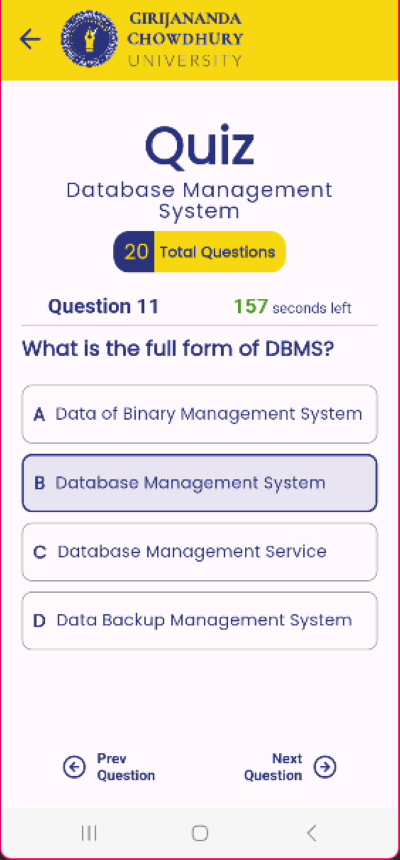 GIRIJANANDA
CHOWDHURY
UNIVERSITY
Quiz
Database Management
System
20 Total Questions
Question 11 157 seconds left
What is the full form of DBMS?
A Data of Binary Management System
B Database Management System
C Database Management Service
D Data Backup Management System
Prev
Question
Next
Question